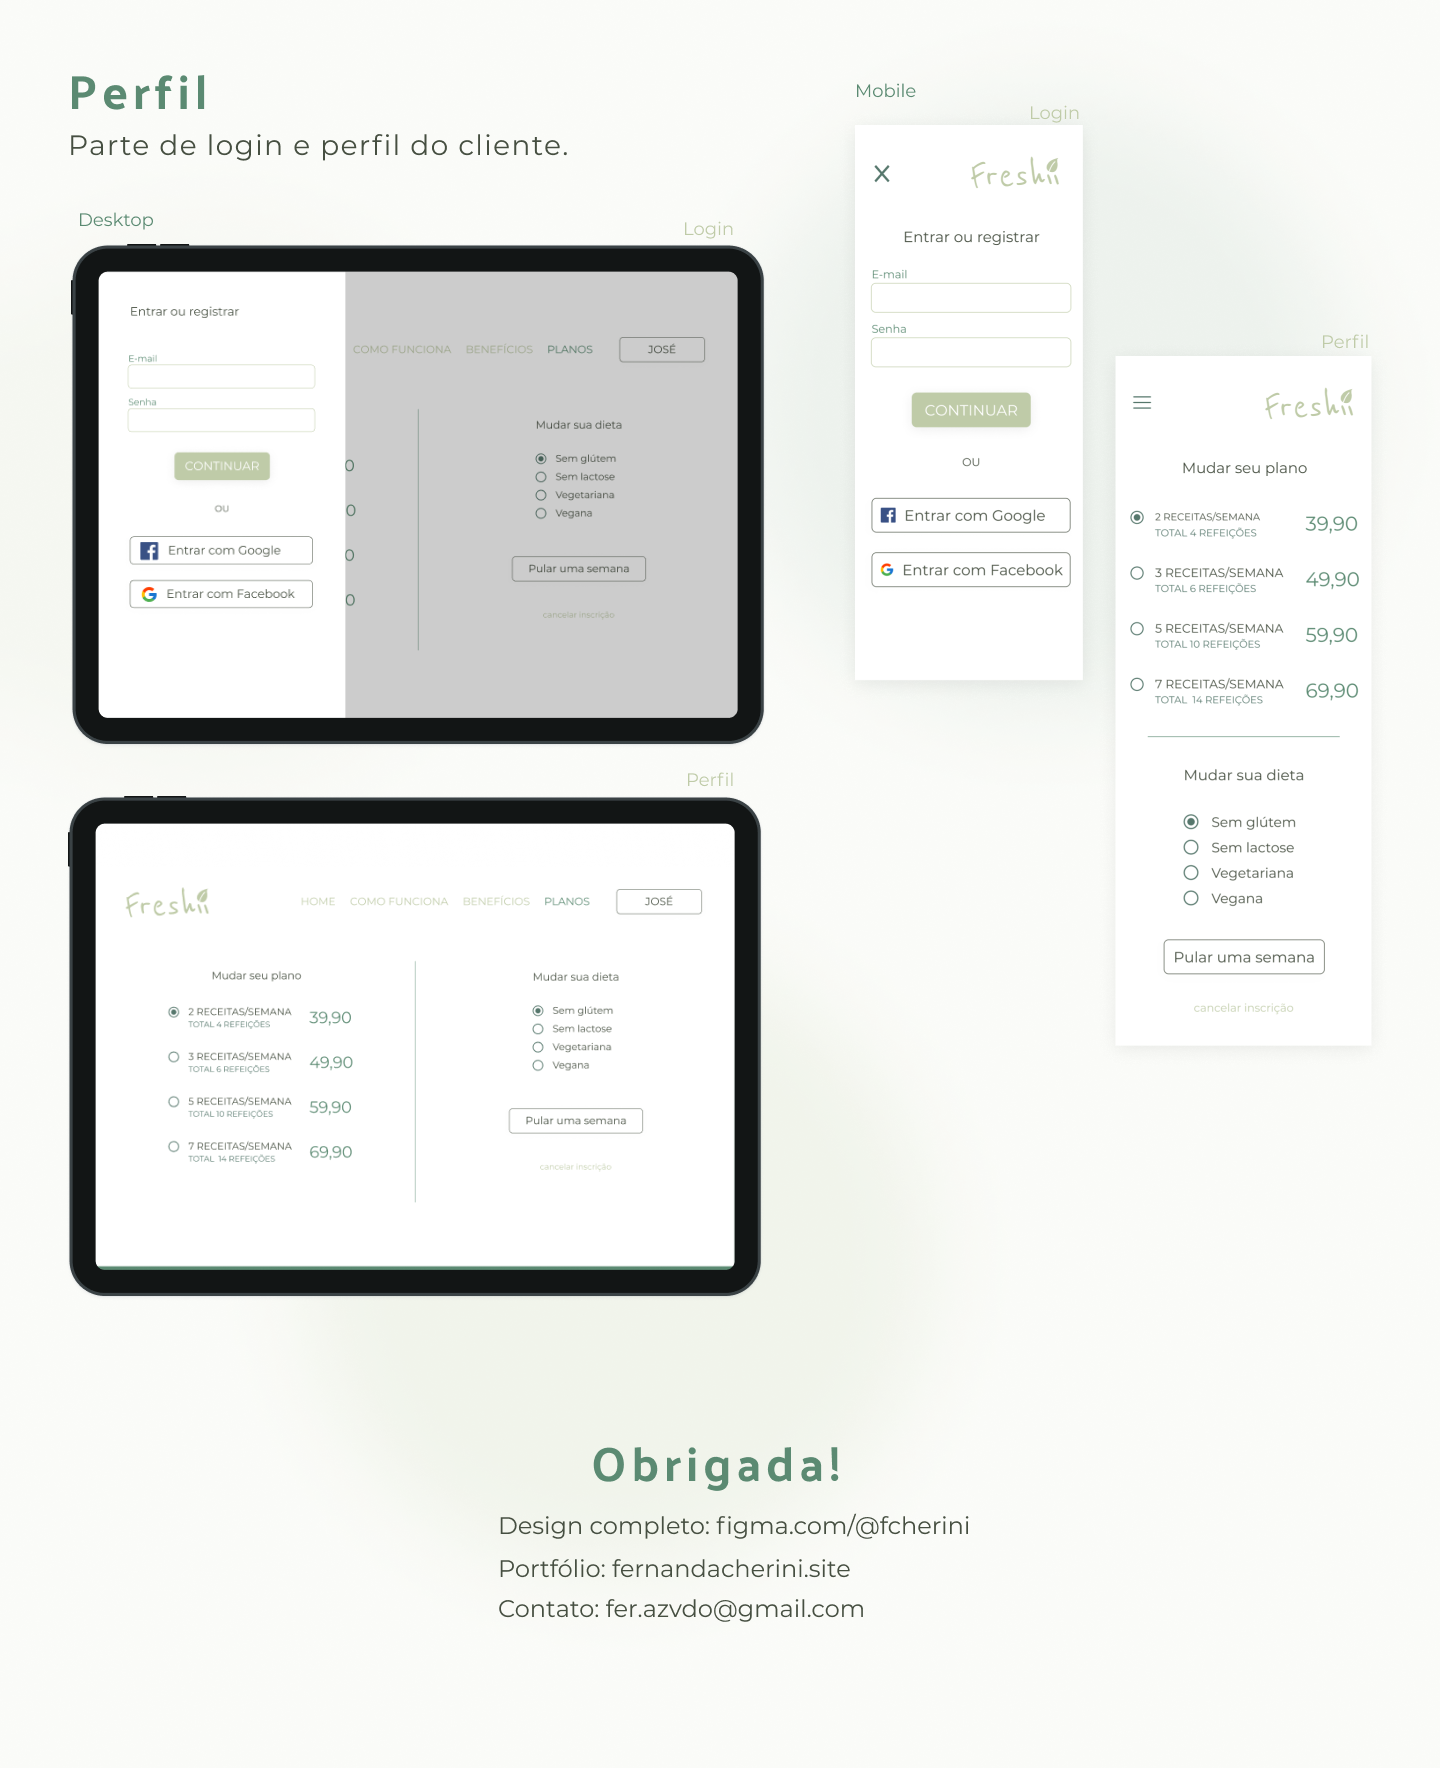 Perfil
Parte de login e perfil do cliente.
Desktop
Login
Entrar ou registrar
E-mail
Senha
CONTINUAR
OU
Entrar com Google
Entrar com Facebook
COMO FUNCIONA BENEFÍCIOS PLANOS JOSÉ
0
0
0
0
Mudar sua dieta
Sem glútem
Sem lactose
Vegetariana
Vegana
Pular uma semana
cancelar inscrição
Perfil
Freshii
HOME COMO FUNCIONA BENEFÍCIOS PLANOS JOSÉ
Mudar seu plano
2 RECEITAS/SEMANA 39,90
TOTAL 4 REFEIÇÕES
3 RECEITAS/SEMANA 49,90
TOTAL 6 REFEIÇÕES
5 RECEITAS/SEMANA 59,90
TOTAL 10 REFEIÇÕES
7 RECEITAS/SEMANA 69,90
TOTAL 14 REFEIÇÕES
Mudar sua dieta
Sem glútem
Sem lactose
Vegetariana
Vegana
Pular uma semana
cancelar inscrição
Mobile
Login
X
Freshii
Entrar ou registrar
E-mail
Senha
CONTINUAR
OU
Entrar com Google
Entrar com Facebook
Perfil
Freshii
Mudar seu plano
2 RECEITAS/SEMANA 39,90
TOTAL 4 REFEIÇÕES
3 RECEITAS/SEMANA 49,90
TOTAL 6 REFEIÇÕES
5 RECEITAS/SEMANA 59,90
TOTAL 10 REFEIÇÕES
7 RECEITAS/SEMANA 69,90
TOTAL 14 REFEIÇÕES
Mudar sua dieta
Sem glútem
Sem lactose
Vegetariana
Vegana
Pular uma semana
cancelar inscrição
Obrigada!
Design completo: figma.com/@fcherini
Portfólio: fernandacherini.site
Contato: fer.azvdo@gmail.com